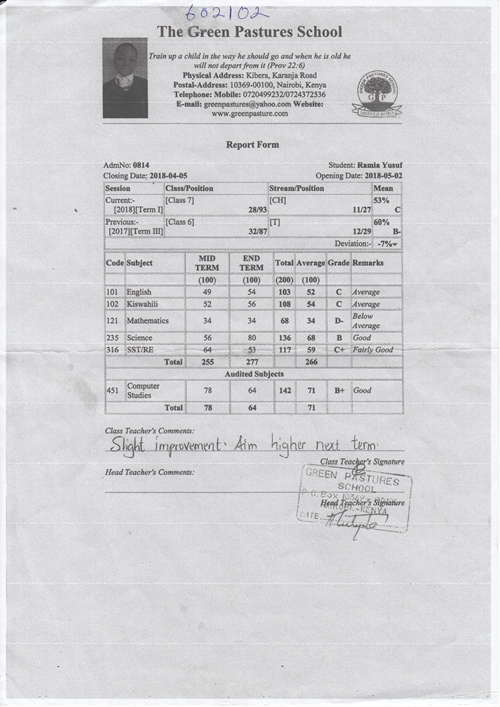 602102
The Green Pastures School
Train up a child in the way he should go and when he is old he
will not depart from it (Prov 22:6)
Physical Address: Kibera, Karanja Road
Postal-Address: 10369-00100, Nairobi, Kenya
Telephone: Mobile: 0720499232/0724372536
E-mail: greenpastures@yahoo.com Website:
www.greenpasture.com
GREEN PASTURES SCHOOL
Report Form
AdmNo: 0814 Student: Ramla Yusuf
Closing Date: 2018-04-05 Opening Date: 2018-05-02
Session Class/Position Stream/Position Mean
Current:- [Class 7] [CH] 53%
[2018][Term I] 28/93 11/27 C
Previous:- [Class 6] [T] 60%
[2017][Term III] 32/87 12/29 B-
Deviation:- -7%
Code Subject MID TERM END TERM Total Average Grade Remarks
(100) (100) (200) (100)
101 English 49 54 103 52 C Average
102 Kiswahili 52 56 108 54 C Average
121 Mathematics 34 34 68 34 D- Below Average
235 Science 56 80 136 68 B Good
316 SST/RE 64 53 117 59 C+ Fairly Good
Total 255 277 266
Audited Subjects
451 Computer Studies 78 64 142 71 B+ Good
Total 78 64 71
Class Teacher's Comments:
Slight improvement. Aim higher next term.
Class Teacher's Signature
Head Teacher's Comments:
GREEN PASTURES
SCHOOL
P.O. Box
Head Teacher's Signature
KENYA
DATE